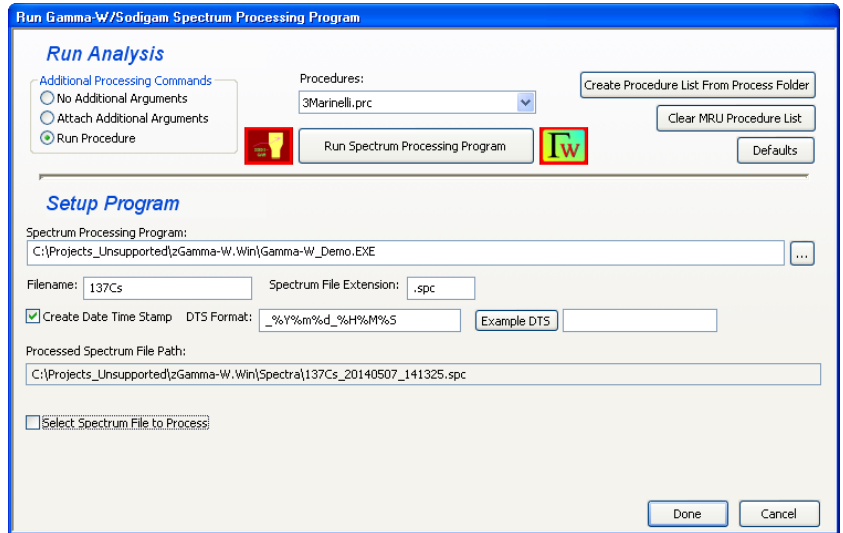 Run Gamma-W/Sodigam Spectrum Processing Program
Run Analysis
Additional Processing Commands
No Additional Arguments
Attach Additional Arguments
Run Procedure
Procedures:
3Marinelli.prc
Run Spectrum Processing Program
Γw
Create Procedure List From Process Folder
Clear MRU Procedure List
Defaults
Setup Program
Spectrum Processing Program:
C:\Projects_Unsupported\zGamma-W.Win\Gamma-W_Demo.EXE
...
Filename: 137Cs Spectrum File Extension: .spc
Create Date Time Stamp DTS Format: _%Y%m%d_%H%M%S Example DTS
Processed Spectrum File Path:
C:\Projects_Unsupported\zGamma-W.Win\Spectra\137Cs_20140507_141325.spc
Select Spectrum File to Process
Done Cancel